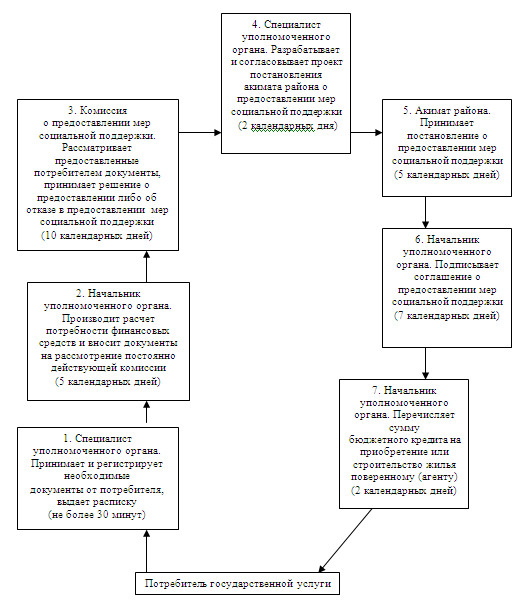 4. Специалист
уполномоченного
органа. Разрабатывает
и согласовывает проект
постановления
акимата района о
предоставлении мер
социальной поддержки
(2 календарных дня)
3. Комиссия
о предоставлении мер
социальной поддержки.
Рассматривает
предоставленные
потребителем документы,
принимает решение о
предоставлении либо об
отказе в предоставлении мер
социальной поддержки
(10 календарных дней)
5. Акимат района.
Принимает
постановление о
предоставлении мер
социальной поддержки
(5 календарных дней)
6. Начальник
уполномоченного
органа. Подписывает
соглашение о
предоставлении мер
социальной поддержки
(7 календарных дней)
2. Начальник
уполномоченного органа.
Производит расчет
потребности финансовых
средств и вносит документы
на рассмотрение постоянно
действующей комиссии
(5 календарных дней)
7. Начальник
уполномоченного
органа. Перечисляет
сумму
бюджетного кредита на
приобретение или
строительство жилья
поверенному (агенту)
(2 календарных дней)
1. Специалист
уполномоченного органа.
Принимает и регистрирует
необходимые
документы от потребителя,
выдает расписку
(не более 30 минут)
Потребитель государственной услуги